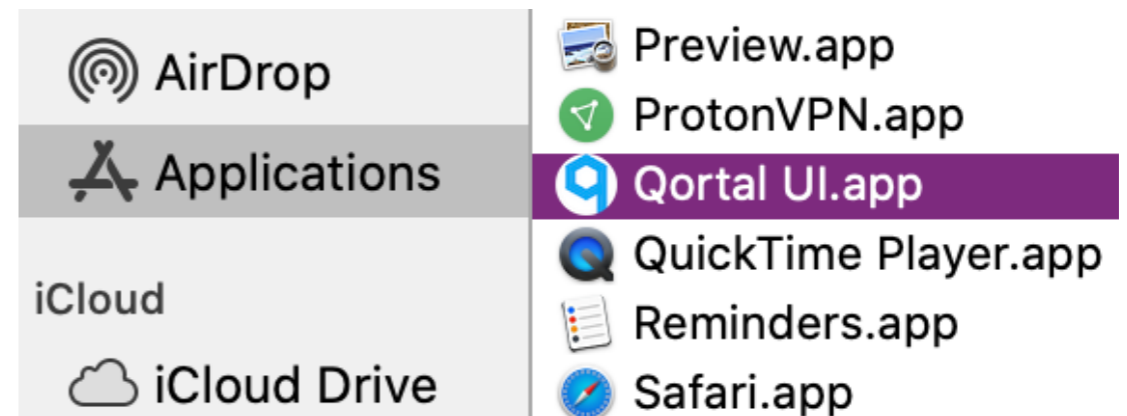 AirDrop
Applications
iCloud
iCloud Drive
Preview.app
ProtonVPN.app
Qortal UI.app
QuickTime Player.app
Reminders.app
Safari.app